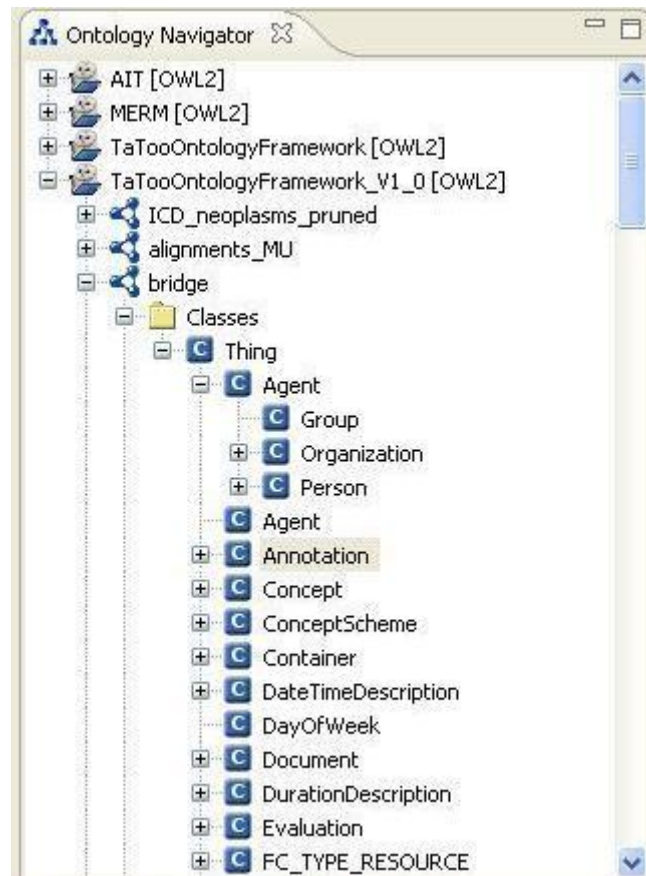 Ontology Navigator
AIT [OWL2]
MERM [OWL2]
TaTooOntologyFramework [OWL2]
TaTooOntologyFramework_V1_0 [OWL2]
ICD_neoplasms_pruned
alignments_MU
bridge
Classes
C Thing
C Agent
C Group
C Organization
C Person
C Agent
C Annotation
C Concept
C ConceptScheme
C Container
C DateTimeDescription
C DayOfWeek
C Document
C DurationDescription
C Evaluation
C FC_TYPE_RESOURCE